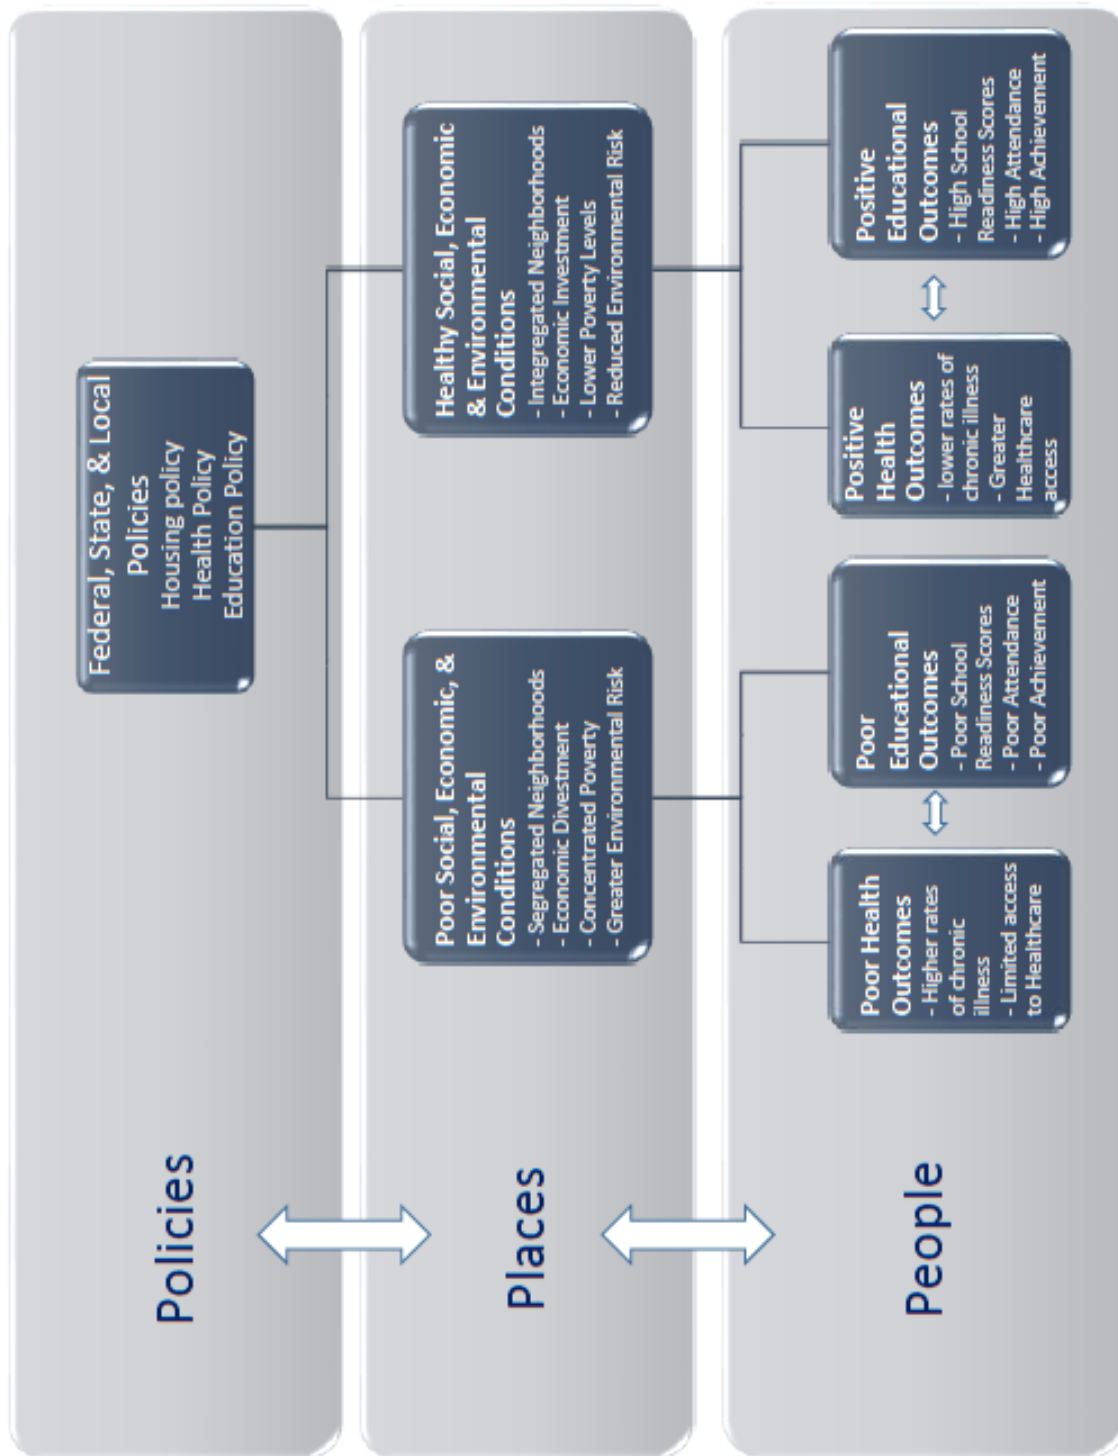 Policies
Federal, State, & Local
Policies
Housing policy
Health Policy
Education Policy
Places
Poor Social, Economic, &
Environmental
Conditions
- Segregated Neighborhoods
- Economic Divestment
- Concentrated Poverty
- Greater Environmental Risk
Healthy Social, Economic
& Environmental
Conditions
- Integregated Neighborhoods
- Economic Investment
- Lower Poverty Levels
- Reduced Environmental Risk
People
Poor Health
Outcomes
- Higher rates
of chronic
illness
- Limited access
to Healthcare
Poor
Educational
Outcomes
- Poor School
Readiness Scores
- Poor Attendance
- Poor Achievement
Positive
Health
Outcomes
- lower rates of
chronic illness
- Greater
Healthcare
access
Positive
Educational
Outcomes
- High School
Readiness Scores
- High Attendance
- High Achievement